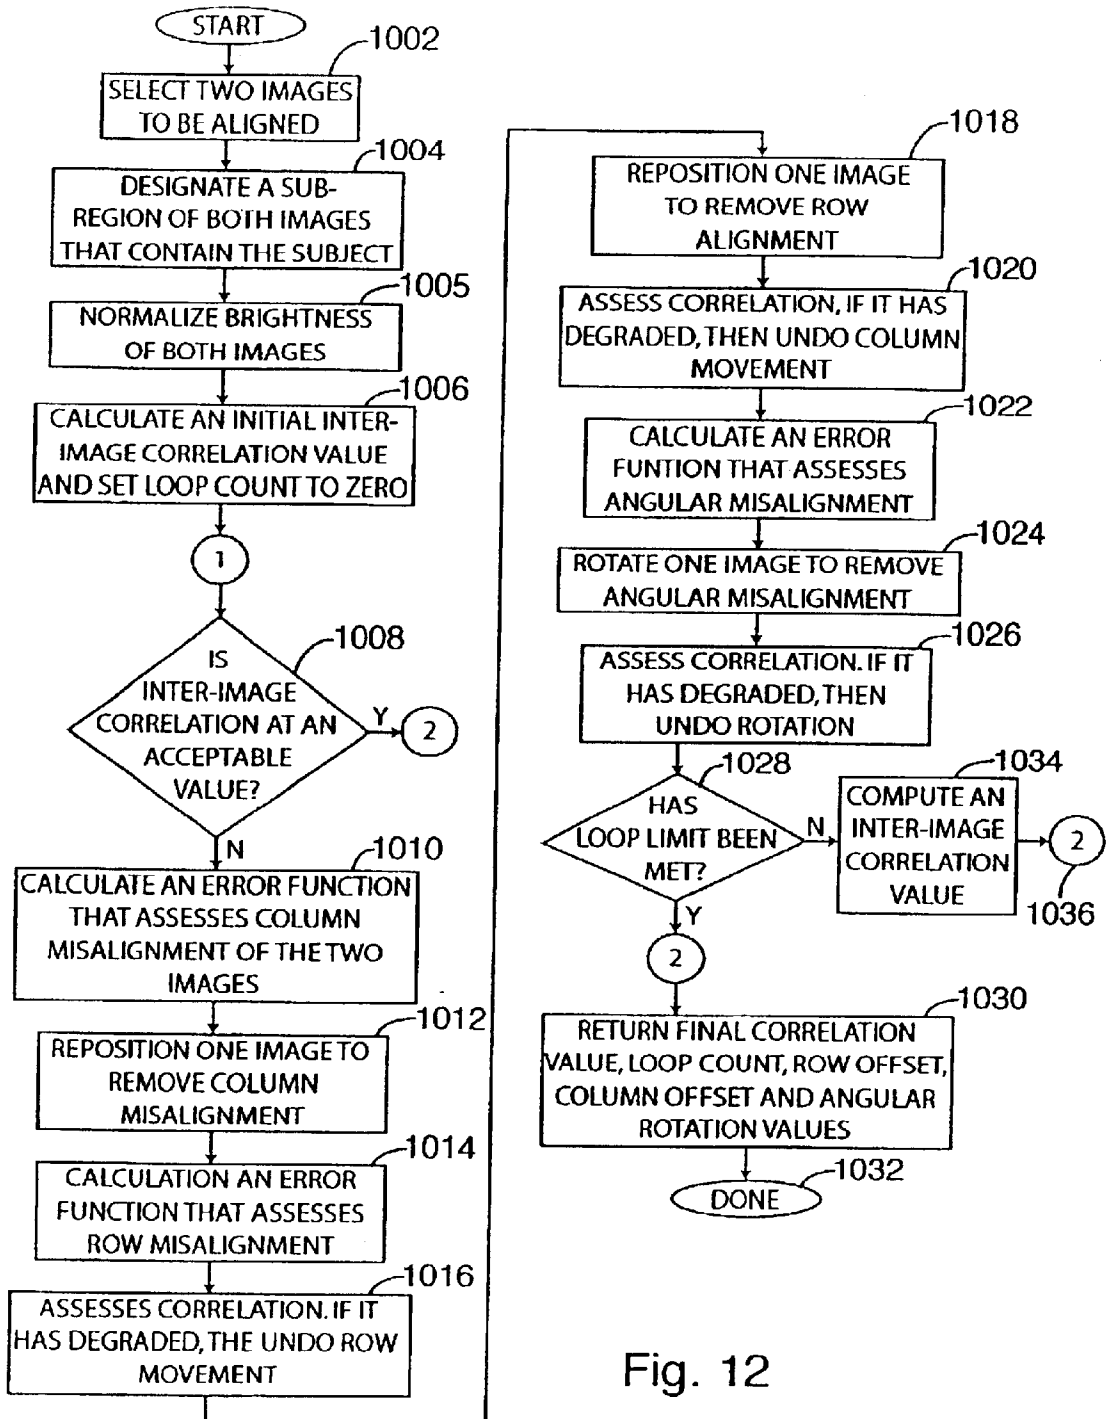 START
1002
SELECT TWO IMAGES
TO BE ALIGNED
1004
DESIGNATE A SUB-
REGION OF BOTH IMAGES
THAT CONTAIN THE SUBJECT
1005
NORMALIZE BRIGHTNESS
OF BOTH IMAGES
1006
CALCULATE AN INITIAL INTER-
IMAGE CORRELATION VALUE
AND SET LOOP COUNT TO ZERO
1
1008
IS
INTER-IMAGE
CORRELATION AT AN
ACCEPTABLE
VALUE?
Y
2
N
1010
CALCULATE AN ERROR FUNCTION
THAT ASSESSES COLUMN
MISALIGNMENT OF THE TWO
IMAGES
1012
REPOSITION ONE IMAGE TO
REMOVE COLUMN
MISALIGNMENT
1014
CALCULATION AN ERROR
FUNCTION THAT ASSESSES
ROW MISALIGNMENT
1016
ASSESSES CORRELATION. IF IT
HAS DEGRADED, THE UNDO ROW
MOVEMENT
1018
REPOSITION ONE IMAGE
TO REMOVE ROW
ALIGNMENT
1020
ASSESS CORRELATION, IF IT HAS
DEGRADED, THEN UNDO COLUMN
MOVEMENT
1022
CALCULATE AN ERROR
FUNTION THAT ASSESSES
ANGULAR MISALIGNMENT
1024
ROTATE ONE IMAGE TO REMOVE
ANGULAR MISALIGNMENT
1026
ASSESS CORRELATION. IF IT
HAS DEGRADED, THEN
UNDO ROTATION
1028
HAS
LOOP LIMIT BEEN
MET?
N
1034
COMPUTE AN
INTER-IMAGE
CORRELATION
VALUE
2
1036
Y
2
1030
RETURN FINAL CORRELATION
VALUE, LOOP COUNT, ROW OFFSET,
COLUMN OFFSET AND ANGULAR
ROTATION VALUES
1032
DONE
Fig. 12